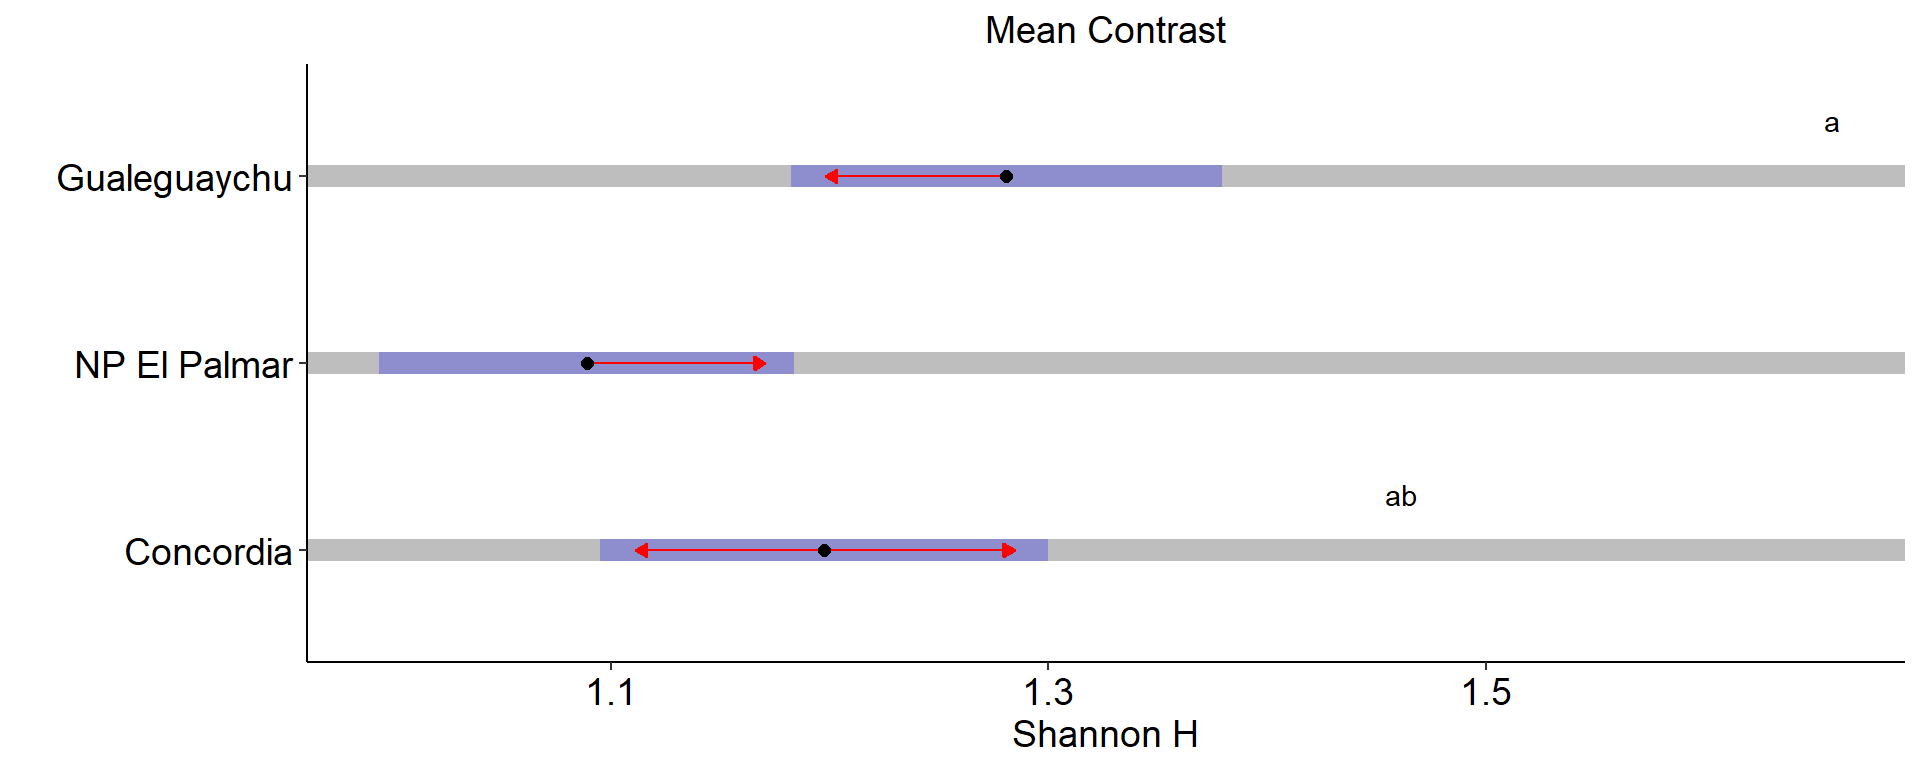 Mean Contrast
a
Gualeguaychu
NP El Palmar
ab
Concordia
1.1 1.3 1.5
Shannon H